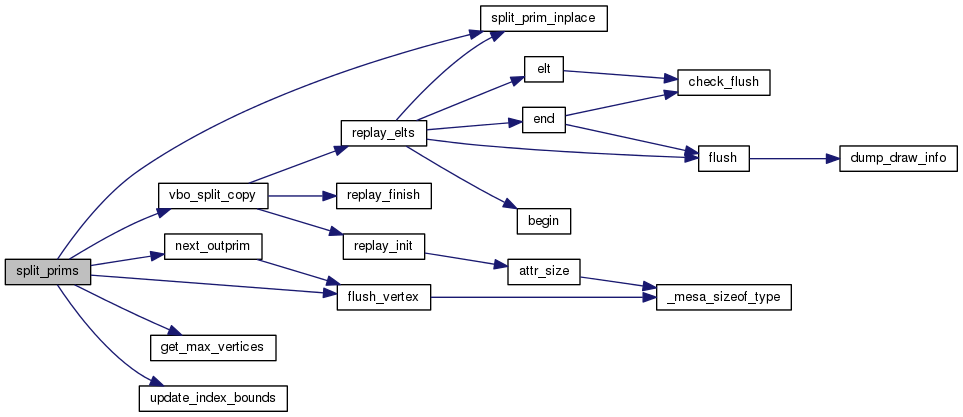 split_prim_inplace
elt
check_flush
end
replay_elts
flush
dump_draw_info
vbo_split_copy
replay_finish
begin
next_outprim
replay_init
split_prims
attr_size
flush_vertex
_mesa_sizeof_type
get_max_vertices
update_index_bounds